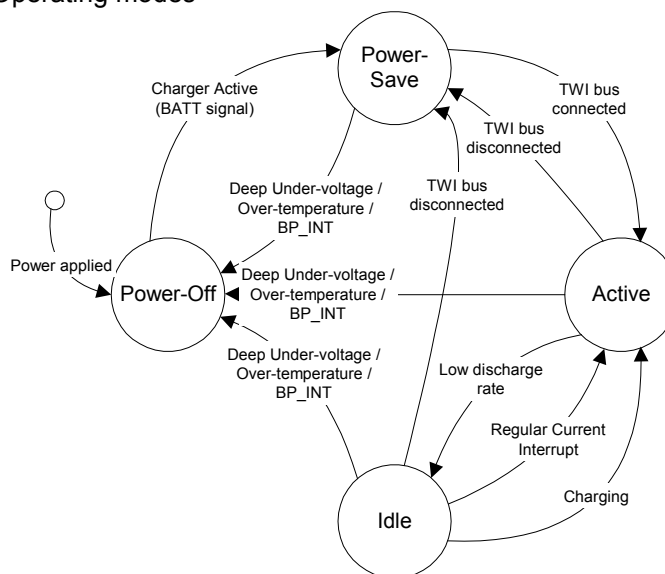 Operating modes
Power-
Save
Charger Active
(BATT signal)
TWI bus
connected
TWI bus
disconnected
TWI bus
disconnected
Deep Under-voltage /
Over-temperature /
BP_INT
Power applied
Power-Off
Deep Under-voltage /
Over-temperature /
BP_INT
Active
Deep Under-voltage /
Over-temperature /
BP_INT
Low discharge
rate
Regular Current
Interrupt
Charging
Idle